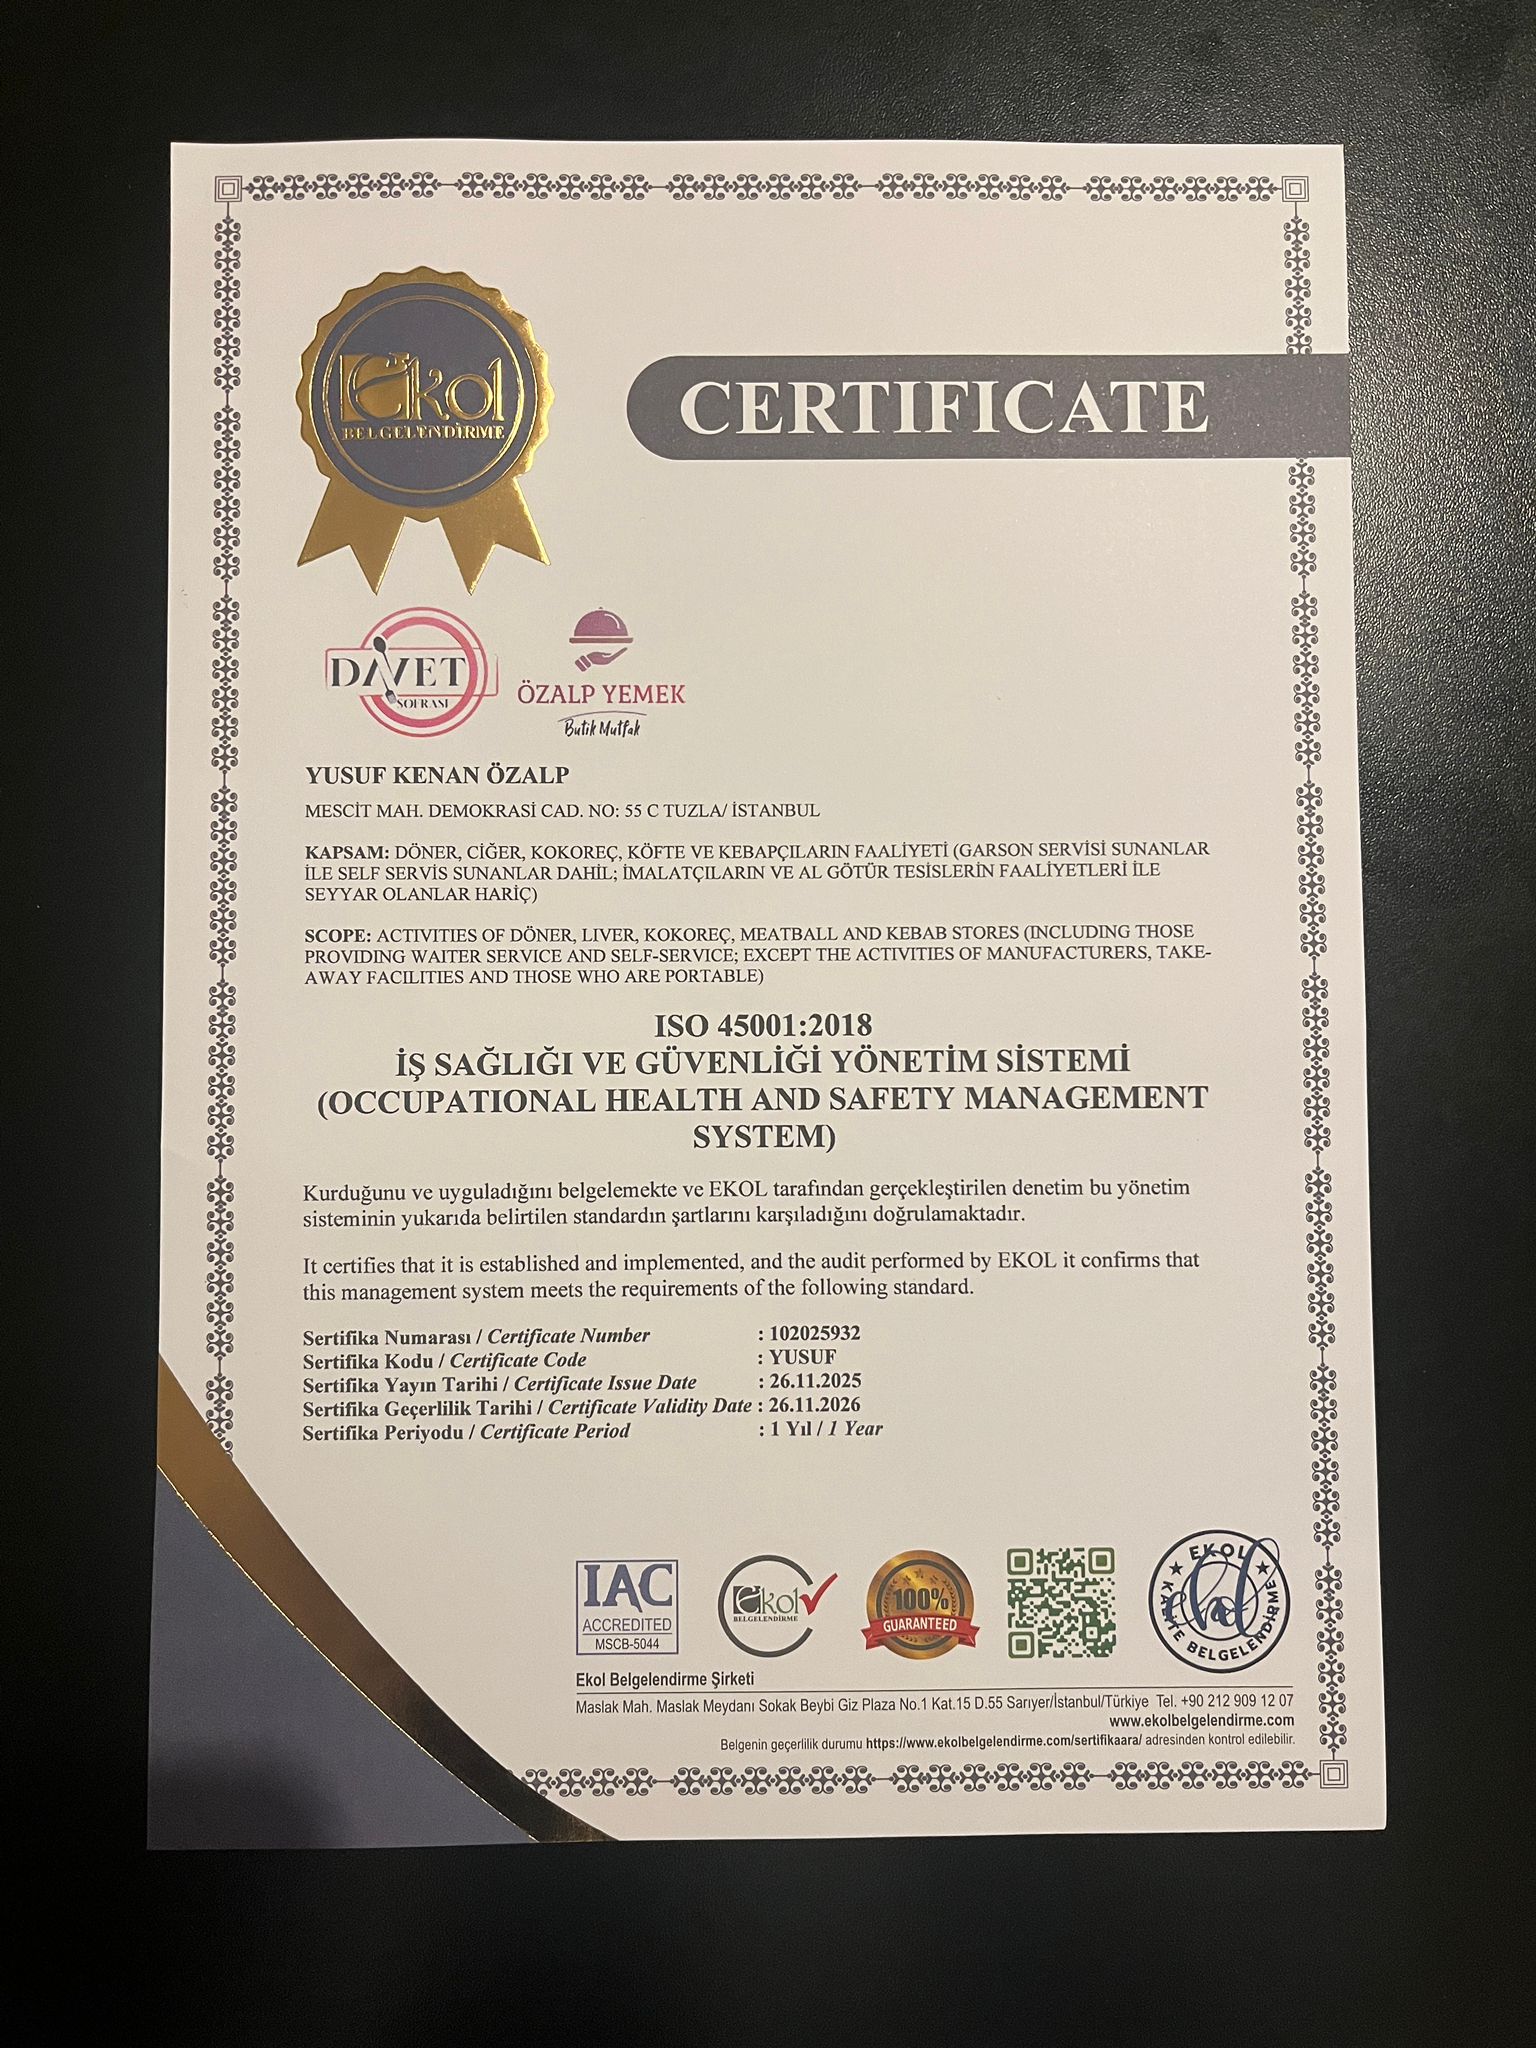 Ekol
BELGELENDİRME
CERTIFICATE
DAVET
SOFRASI
ÖZALP YEMEK
Butik Mutfak
YUSUF KENAN ÖZALP
MESCİT MAH. DEMOKRASİ CAD. NO: 55 C TUZLA/ İSTANBUL
KAPSAM: DÖNER, CİĞER, KOKOREÇ, KÖFTE VE KEBAPÇILARIN FAALİYETİ (GARSON SERVİSİ SUNANLAR
İLE SELF SERVİS SUNANLAR DAHİL; İMALATÇILARIN VE AL GÖTÜR TESİSLERİN FAALİYETLERİ İLE
SEYYAR OLANLAR HARİÇ)
SCOPE: ACTIVITIES OF DÖNER, LIVER, KOKOREÇ, MEATBALL AND KEBAB STORES (INCLUDING THOSE
PROVIDING WAITER SERVICE AND SELF-SERVICE; EXCEPT THE ACTIVITIES OF MANUFACTURERS, TAKE-
AWAY FACILITIES AND THOSE WHO ARE PORTABLE)
ISO 45001:2018
İŞ SAĞLIĞI VE GÜVENLİĞİ YÖNETİM SİSTEMİ
(OCCUPATIONAL HEALTH AND SAFETY MANAGEMENT
SYSTEM)
Kurduğunu ve uyguladığını belgelemekte ve EKOL tarafından gerçekleştirilen denetim bu yönetim
sisteminin yukarıda belirtilen standardın şartlarını karşıladığını doğrulamaktadır.
It certifies that it is established and implemented, and the audit performed by EKOL it confirms that
this management system meets the requirements of the following standard.
Sertifika Numarası / Certificate Number : 102025932
Sertifika Kodu / Certificate Code : YUSUF
Sertifika Yayın Tarihi / Certificate Issue Date : 26.11.2025
Sertifika Geçerlilik Tarihi / Certificate Validity Date : 26.11.2026
Sertifika Periyodu / Certificate Period : 1 Yıl / 1 Year
IAC
ACCREDITED
MSCB-5044
Ekol
BELGELENDİRME
100%
GUARANTEED
EKOL
KALİTE BELGELENDİRME
Ekol Belgelendirme Şirketi
Maslak Mah. Maslak Meydanı Sokak Beybi Giz Plaza No.1 Kat.15 D.55 Sarıyer/İstanbul/Türkiye Tel. +90 212 909 12 07
www.ekolbelgelendirme.com
Belgenin geçerlilik durumu https://www.ekolbelgelendirme.com/sertifikaara/ adresinden kontrol edilebilir.